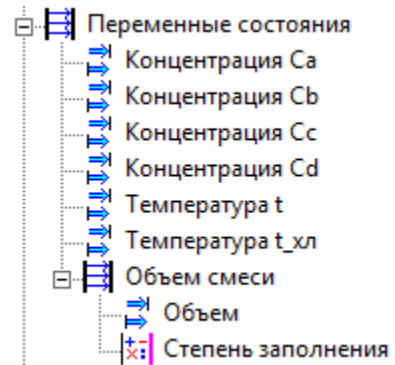 Переменные состояния
Концентрация Ca
Концентрация Cb
Концентрация Cc
Концентрация Cd
Температура t
Температура t_хл
Объем смеси
Объем
Степень заполнения